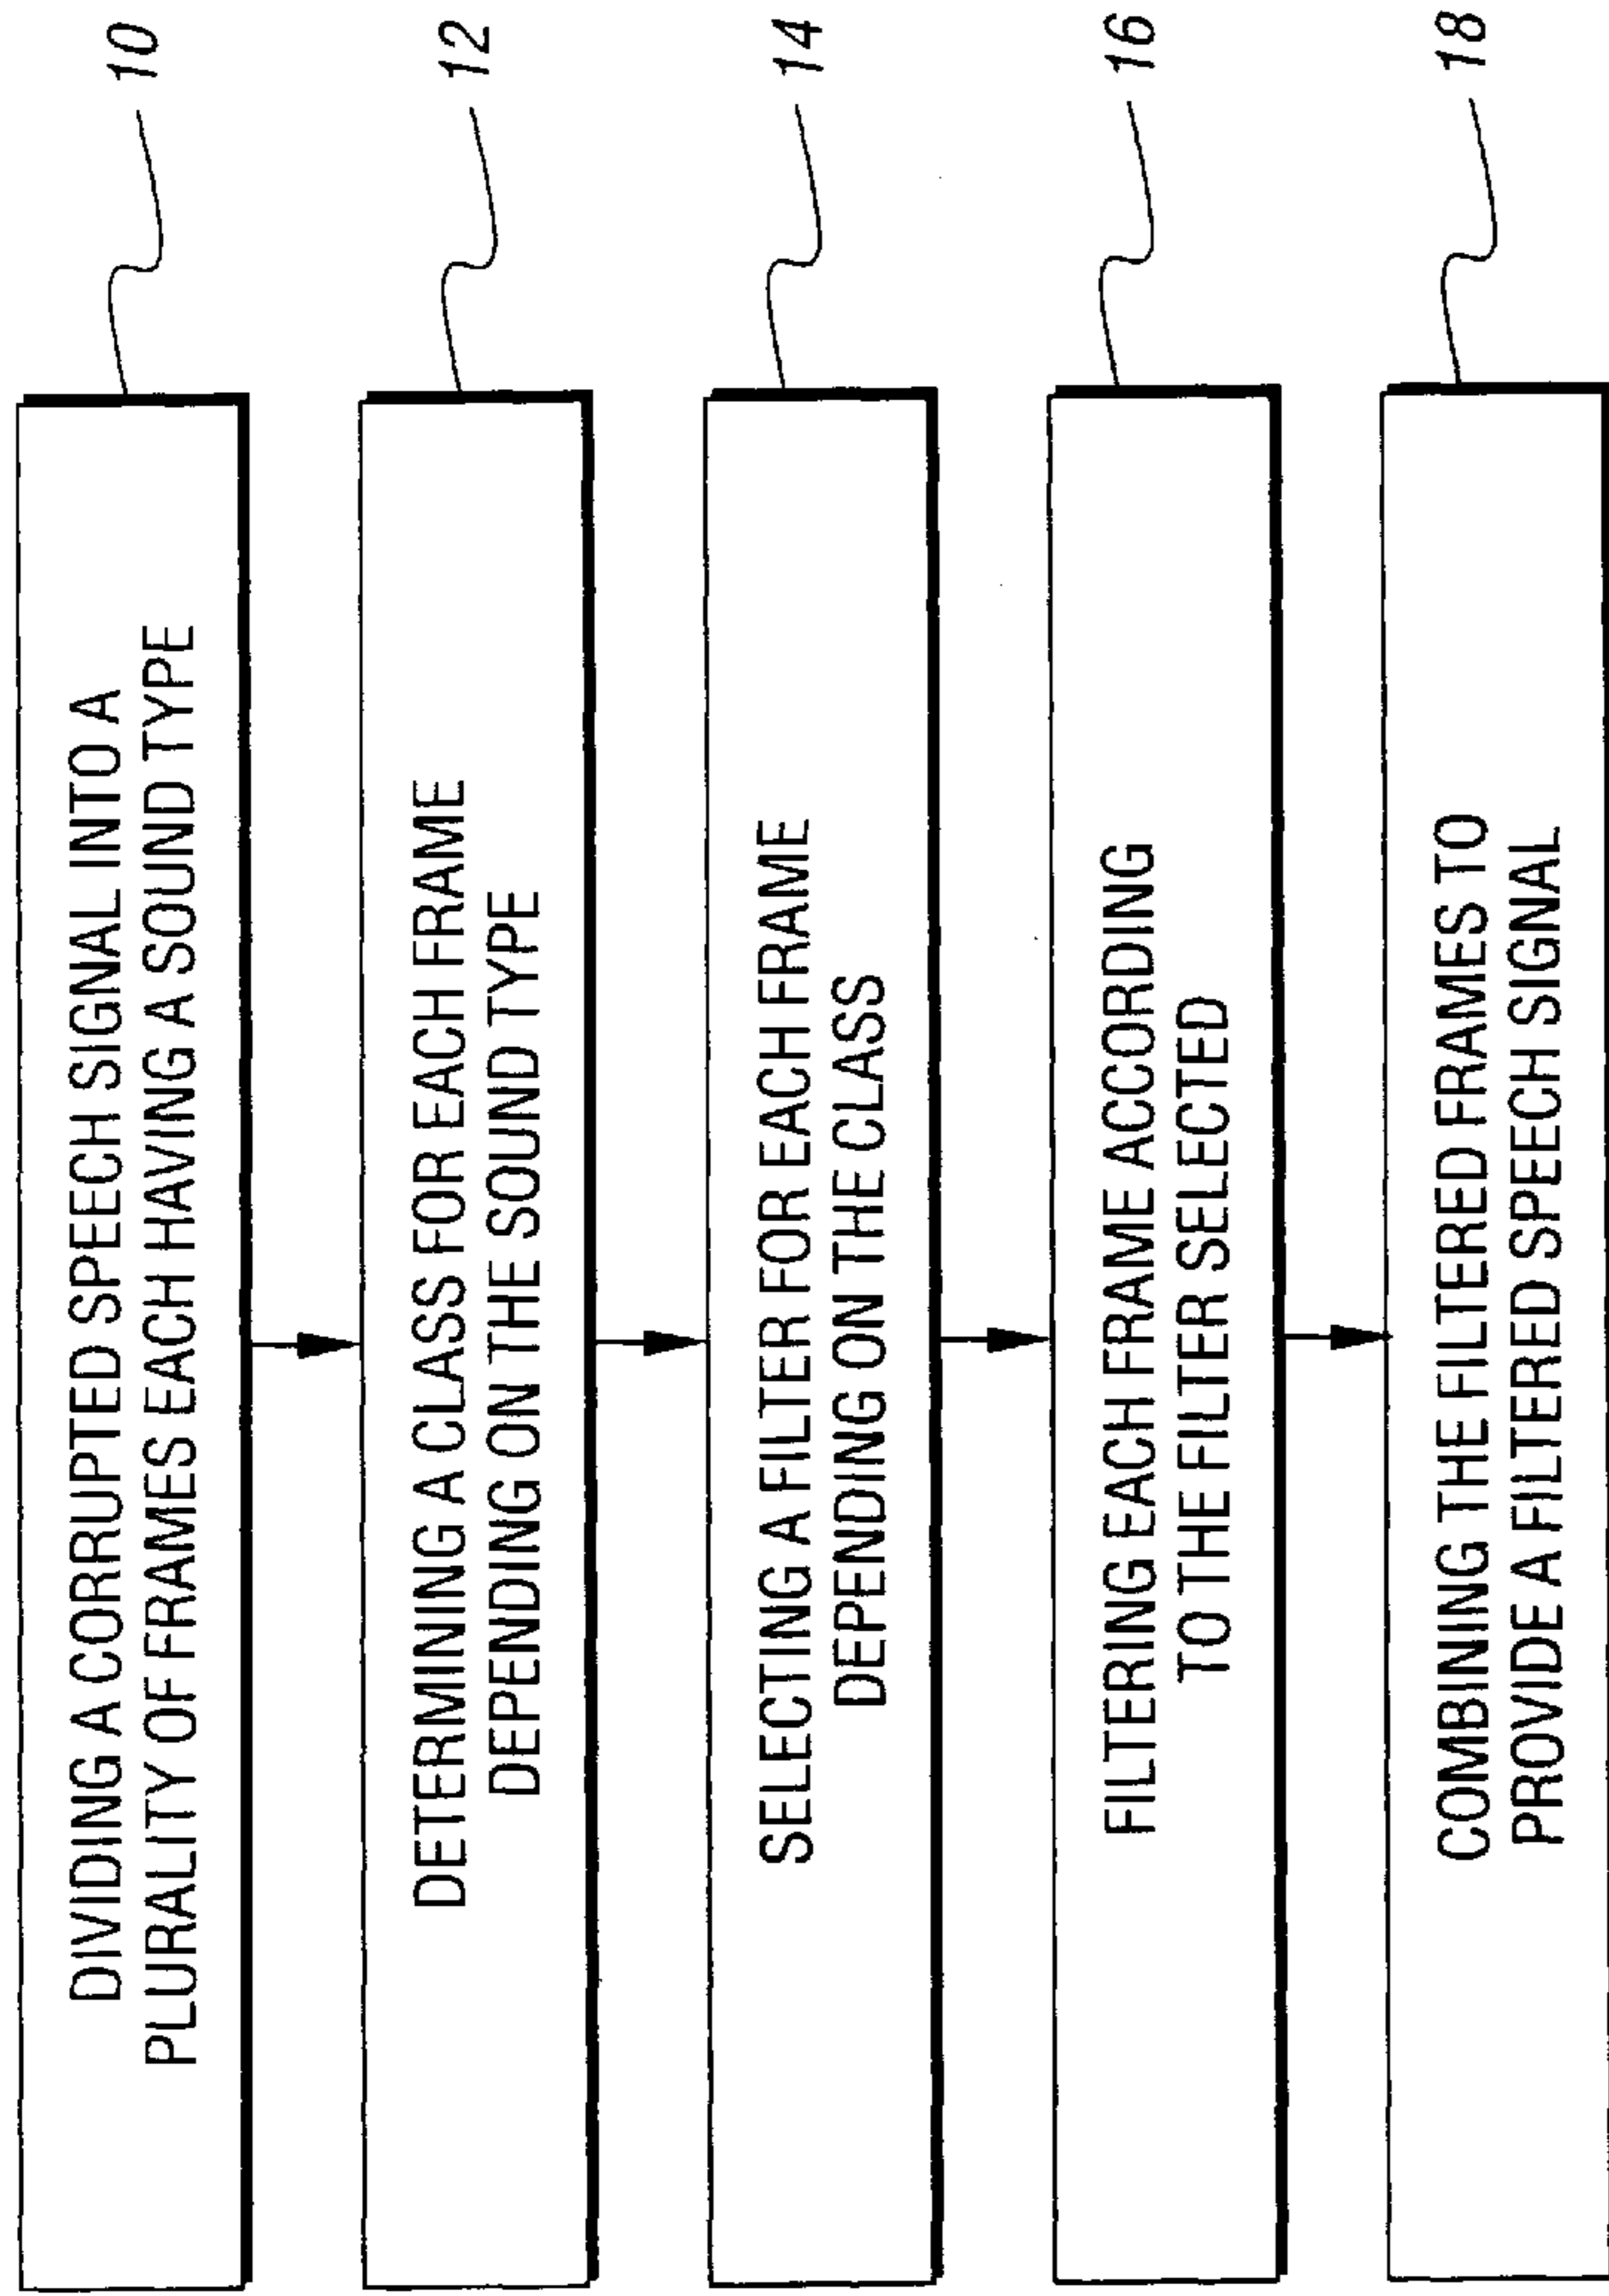 DIVIDING A CORRUPTED SPEECH SIGNAL INTO A
PLURALITY OF FRAMES EACH HAVING A SOUND TYPE
10
DETERMINING A CLASS FOR EACH FRAME
DEPENDING ON THE SOUND TYPE
12
SELECTING A FILTER FOR EACH FRAME
DEPENDING ON THE CLASS
14
FILTERING EACH FRAME ACCORDING
TO THE FILTER SELECTED
16
COMBINING THE FILTERED FRAMES TO
PROVIDE A FILTERED SPEECH SIGNAL
18